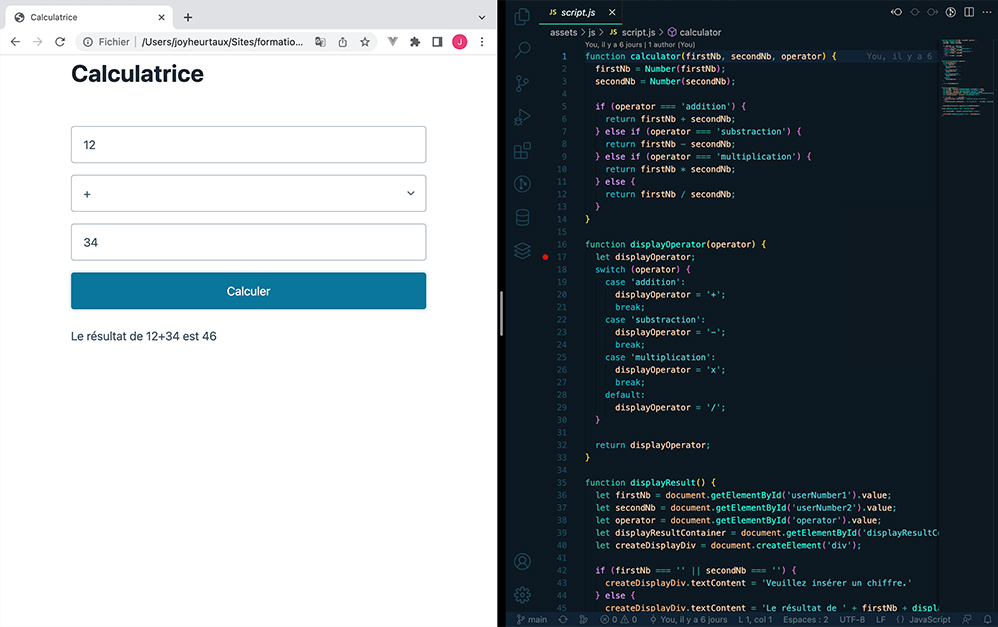 Calculatrice
Fichier
/Users/joyheurtaux/Sites/formatio...
J
Calculatrice
12
+
34
Calculer
Le résultat de 12+34 est 46
JS script.js
assets > js > JS script.js > calculator
You, il y a 6 jours | 1 author (You)
1 function calculator(firstNb, secondNb, operator) { You, il y a 6
2 firstNb = Number(firstNb);
3 secondNb = Number(secondNb);
4
5 if (operator === 'addition') {
6 return firstNb + secondNb;
7 } else if (operator === 'substraction') {
8 return firstNb - secondNb;
9 } else if (operator === 'multiplication') {
10 return firstNb * secondNb;
11 } else {
12 return firstNb / secondNb;
13 }
14 }
15
16 function displayOperator(operator) {
17 let displayOperator;
18 switch (operator) {
19 case 'addition':
20 displayOperator = '+';
21 break;
22 case 'substraction':
23 displayOperator = '-';
24 break;
25 case 'multiplication':
26 displayOperator = 'x';
27 break;
28 default:
29 displayOperator = '/';
30 }
31
32 return displayOperator;
33 }
34
35 function displayResult() {
36 let firstNb = document.getElementById('userNumber1').value;
37 let secondNb = document.getElementById('userNumber2').value;
38 let operator = document.getElementById('operator').value;
39 let displayResultContainer = document.getElementById('displayResultC
40 let createDisplayDiv = document.createElement('div');
41
42 if (firstNb === '' || secondNb === '') {
43 createDisplayDiv.textContent = 'Veuillez insérer un chiffre.'
44 } else {
45 createDisplayDiv.textContent = 'Le résultat de ' + firstNb + displ
main 0 0 You, il y a 6 jours L 1, col 1 Espaces : 2 UTF-8 LF {} JavaScript